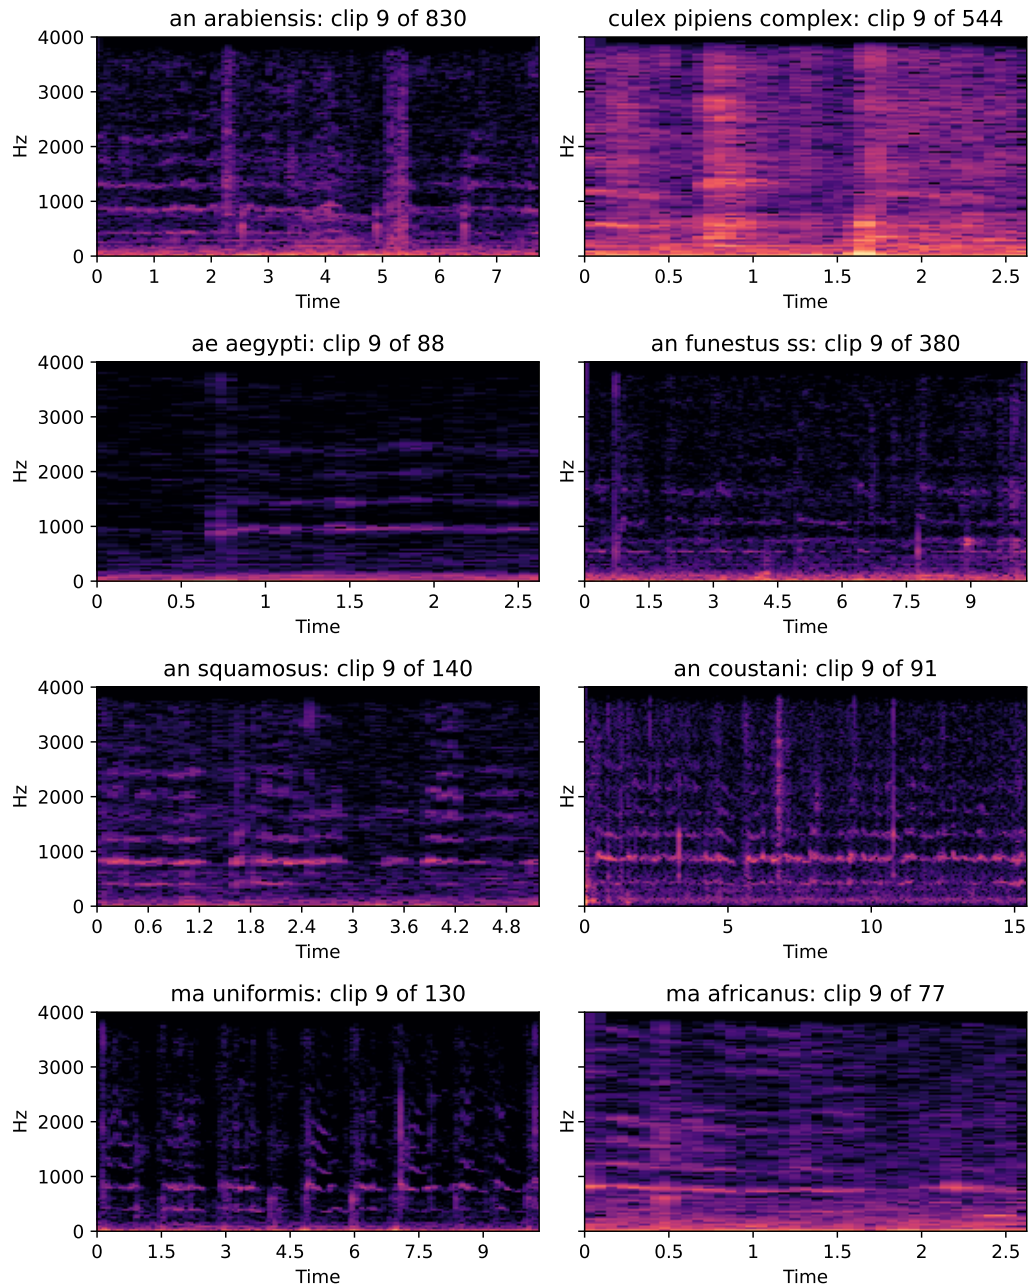 an arabiensis: clip 9 of 830
culex pipiens complex: clip 9 of 544
4000
3000
2000
1000
0
Hz
Hz
0 1 2 3 4 5 6 7
0 0.5 1 1.5 2 2.5
Time
Time
ae aegypti: clip 9 of 88
an funestus ss: clip 9 of 380
4000
3000
2000
1000
0
Hz
Hz
0 0.5 1 1.5 2 2.5
0 1.5 3 4.5 6 7.5 9
Time
Time
an squamosus: clip 9 of 140
an coustani: clip 9 of 91
4000
3000
2000
1000
0
Hz
Hz
0 0.6 1.2 1.8 2.4 3 3.6 4.2 4.8
0 5 10 15
Time
Time
ma uniformis: clip 9 of 130
ma africanus: clip 9 of 77
4000
3000
2000
1000
0
Hz
Hz
0 1.5 3 4.5 6 7.5 9
0 0.5 1 1.5 2 2.5
Time
Time